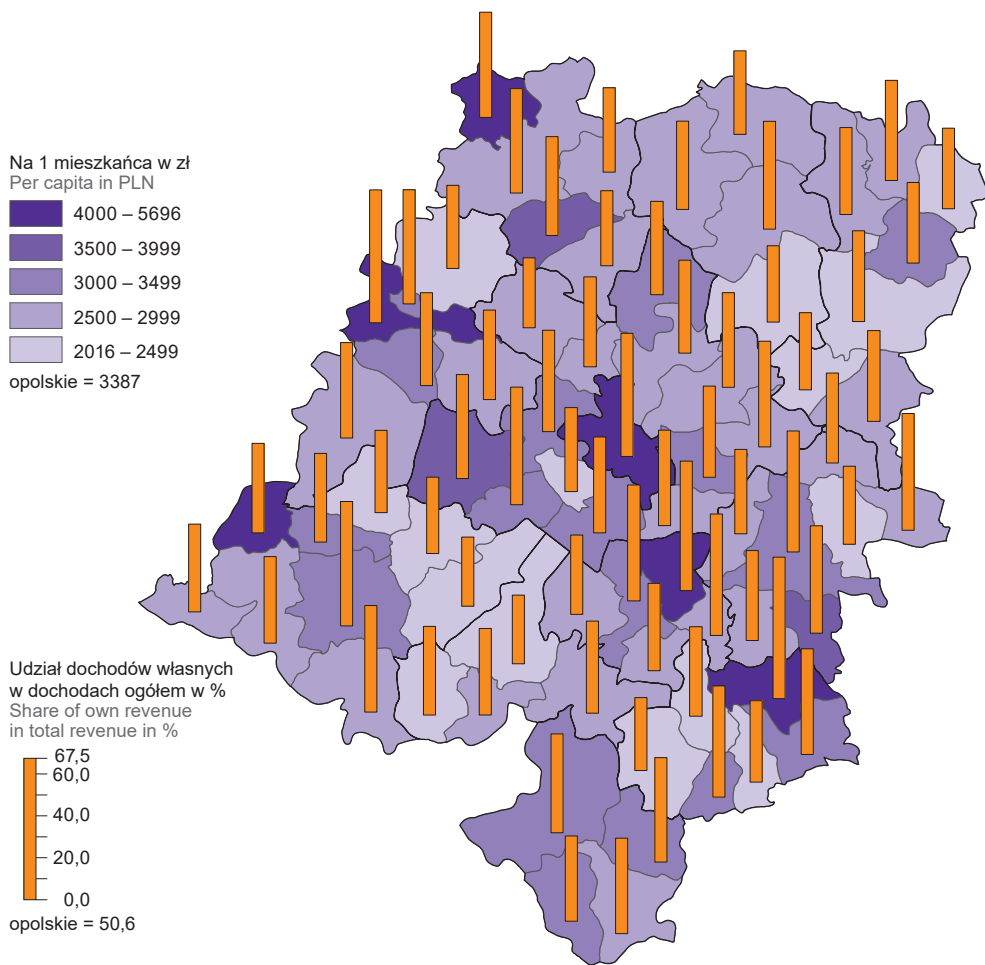 Na 1 mieszkańca w zł
Per capita in PLN
4000 – 5696
3500 – 3999
3000 – 3499
2500 – 2999
2016 – 2499
opolskie = 3387
Udział dochodów własnych
w dochodach ogółem w %
Share of own revenue
in total revenue in %
67,5
60,0
40,0
20,0
0,0
opolskie = 50,6